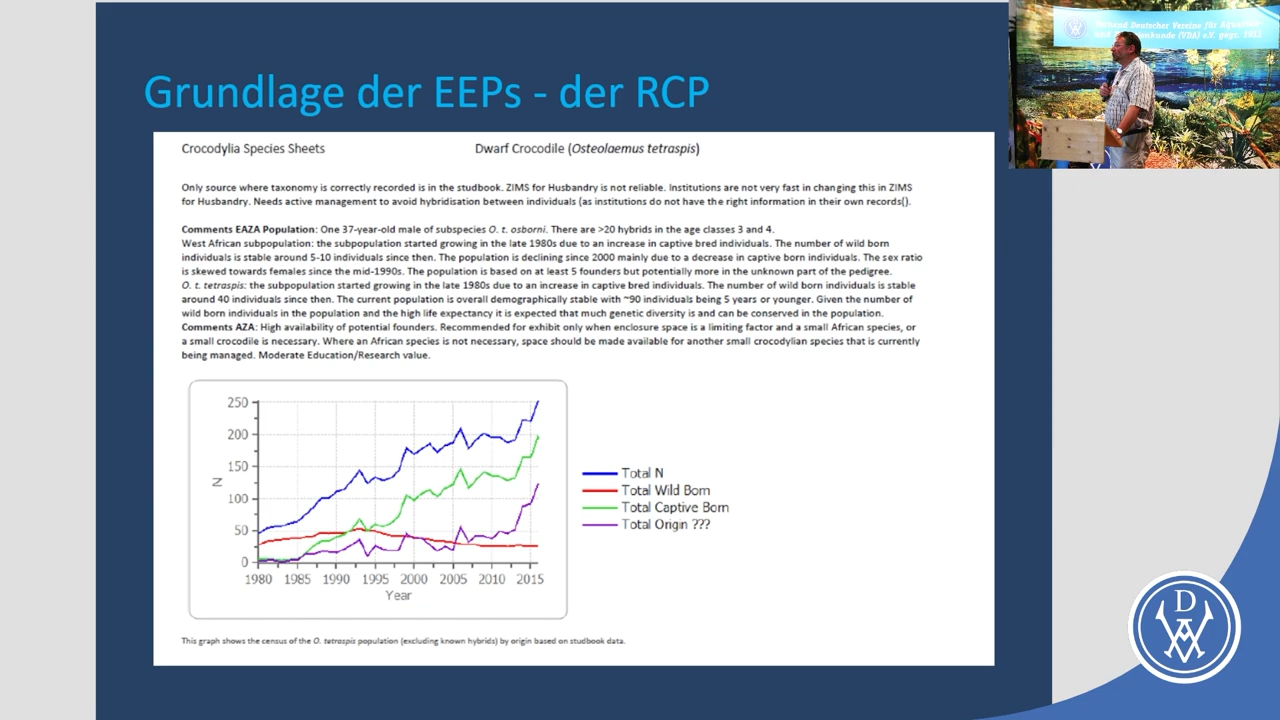 Grundlage der EEPs - der RCP
Verband Deutscher Vereine für Aquarien
und Terrarienkunde (VDA) e.V. gegr. 1911
Crocodylia Species Sheets
Dwarf Crocodile (Osteolaemus tetraspis)
Only source where taxonomy is correctly recorded is in the studbook. ZIMS for Husbandry is not reliable. Institutions are not very fast in changing this in ZIMS
for Husbandry. Needs active management to avoid hybridisation between individuals (as institutions do not have the right information in their own records().
Comments EAZA Population: One 37-year-old male of subspecies O. t. osborni. There are >20 hybrids in the age classes 3 and 4.
West African subpopulation: the subpopulation started growing in the late 1980s due to an increase in captive bred individuals. The number of wild born
individuals is stable around 5-10 individuals since then. The population is declining since 2000 mainly due to a decrease in captive born individuals. The sex ratio
is skewed towards females since the mid-1990s. The population is based on at least 5 founders but potentially more in the unknown part of the pedigree.
O. t. tetraspis: the subpopulation started growing in the late 1980s due to an increase in captive bred individuals. The number of wild born individuals is stable
around 40 individuals since then. The current population is overall demographically stable with ~90 individuals being 5 years or younger. Given the number of
wild born individuals in the population and the high life expectancy it is expected that much genetic diversity is and can be conserved in the population.
Comments AZA: High availability of potential founders. Recommended for exhibit only when enclosure space is a limiting factor and a small African species, or
a small crocodile is necessary. Where an African species is not necessary, space should be made available for another small crocodylian species that is currently
being managed. Moderate Education/Research value.
250
200
150
100
50
0
N
1980 1985 1990 1995 2000 2005 2010 2015
Year
Total N
Total Wild Born
Total Captive Born
Total Origin ???
This graph shows the census of the O. tetraspis population (excluding known hybrids) by origin based on studbook data.
VDA